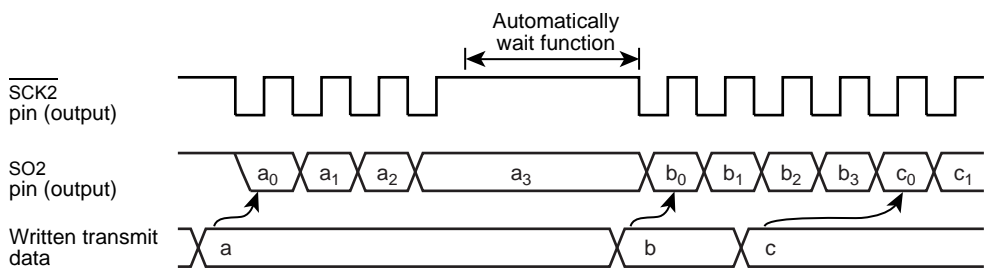 Automatically
wait function
SCK2
pin (output)
SO2
pin (output)
a0 a1 a2 a3 b0 b1 b2 b3 c0 c1
Written transmit
data
a b c